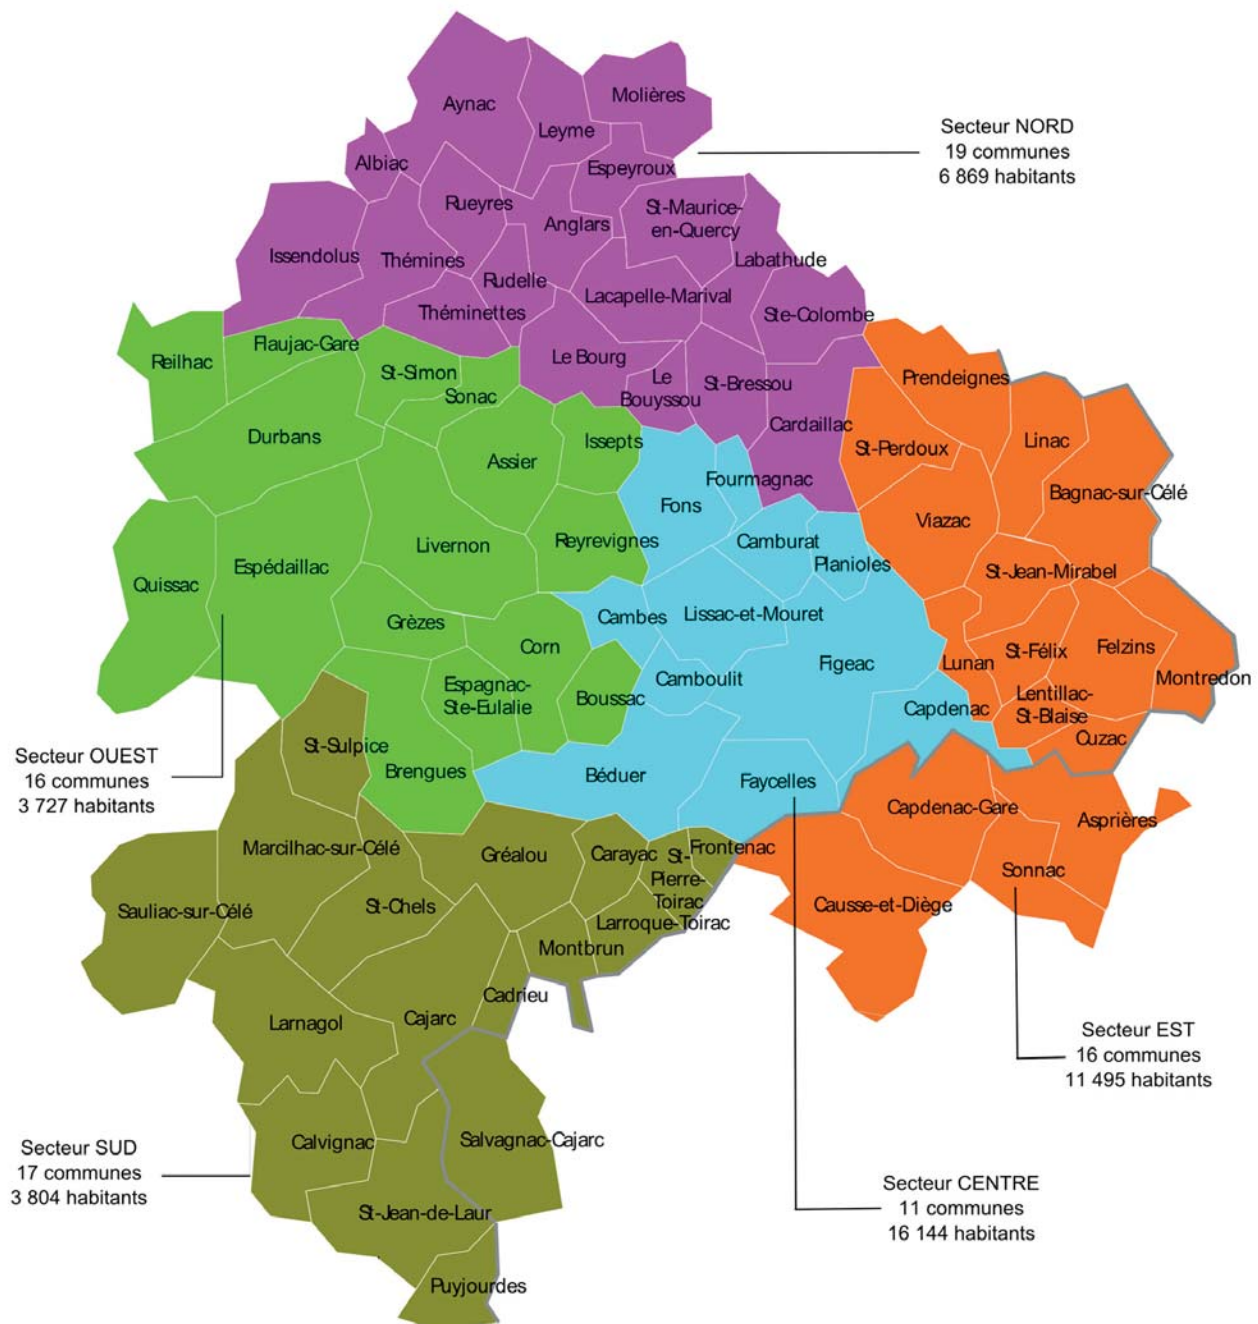 Molières
Aynac
Leyme
Secteur NORD
19 communes
6 869 habitants
Albiac
Espeyroux
Rueyres
St-Maurice-
en-Quercy
Anglars
Issendolus
Thémines
Labathude
Rudelle
Lacapelle-Marival
Théminettes
Ste-Colombe
Flaujac-Gare
Reilhac
Le Bourg
St-Simon
Sonac
Le
Bouyssou
St-Bressou
Prendeignes
Cardaillac
Durbans
Issepts
Linac
St-Perdoux
Assier
Fourmagnac
Bagnac-sur-Célé
Fons
Viazac
Livernon
Reyrevignes
Camburat
Planioles
Quissac
Espédaillac
St-Jean-Mirabel
Grèzes
Cambes
Lissac-et-Mouret
Corn
St-Félix
Felzins
Figeac
Lunan
Montredon
Camboulit
Espagnac-
Ste-Eulalie
Boussac
Lentillac-
St-Blaise
Capdenac
Cuzac
St-Sulpice
Secteur OUEST
16 communes
3 727 habitants
Brengues
Béduer
Faycelles
Capdenac-Gare
Asprières
Marcilhac-sur-Célé
Gréalou
Carayac
Frontenac
St-
Pierre-
Toirac
Sonnac
Sauliac-sur-Célé
St-Chels
Causse-et-Diège
Larroque-Toirac
Montbrun
Cadrieu
Larnagol
Cajarc
Secteur EST
16 communes
11 495 habitants
Calvignac
Salvagnac-Cajarc
Secteur SUD
17 communes
3 804 habitants
Secteur CENTRE
11 communes
16 144 habitants
St-Jean-de-Laur
Puyjourdes